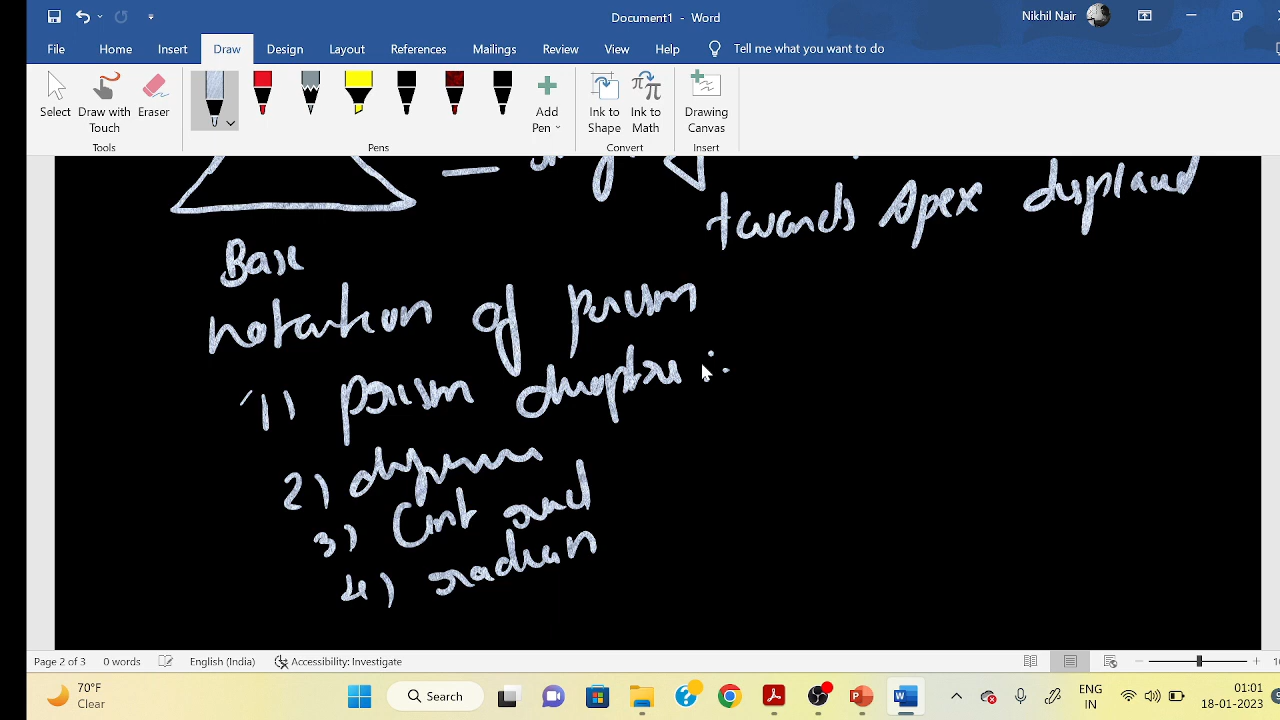 Document1 - Word
Nikhil Nair
File Home Insert Draw Design Layout References Mailings Review View Help Tell me what you want to do
Select Draw with Touch Eraser Add Pen Ink to Shape Ink to Math Drawing Canvas
Tools Pens Convert Insert
towards Apex
Base
notation of prism
1) prism
2)
3) Cent rad
4) radian
Page 2 of 3 0 words English (India) Accessibility: Investigate
70°F
Clear
Search
ENG
IN
01:01
18-01-2023